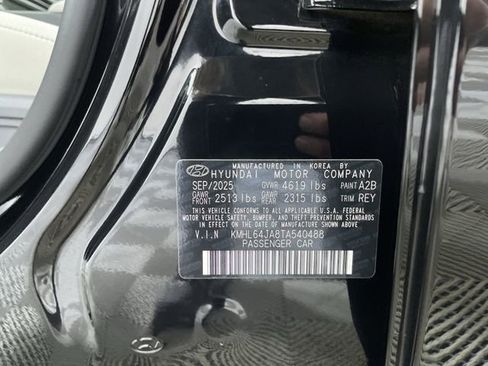 MANUFACTURED IN KOREA BY
HYUNDAI MOTOR COMPANY
SEP/2025 GVWR 4619 lbs PAINT A2B
GAWR FRONT 2513 lbs GAWR REAR 2315 lbs TRIM REY
THIS VEHICLE CONFORMS TO ALL APPLICABLE U.S. FEDERAL
MOTOR VEHICLE SAFETY, BUMPER, AND
THEFT PREVENTION STANDARDS IN EFFECT ON
THE DATE OF MANUFACTURE SHOWN ABOVE.
V.I.N KMHL64JA8TA540488
PASSENGER CAR